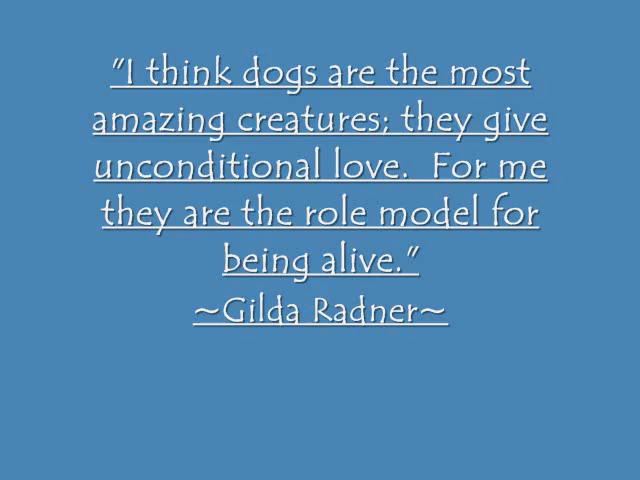 "I think dogs are the most
amazing creatures; they give
unconditional love.  For me
they are the role model for
being alive."
~Gilda Radner~